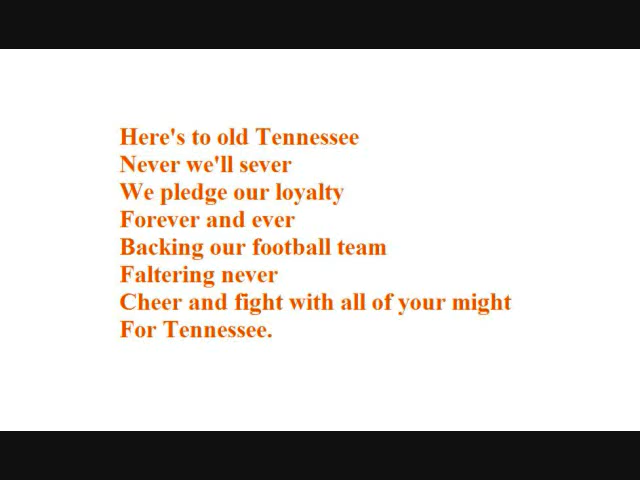 Here's to old Tennessee
Never we'll sever
We pledge our loyalty
Forever and ever
Backing our football team
Faltering never
Cheer and fight with all of your might
For Tennessee.